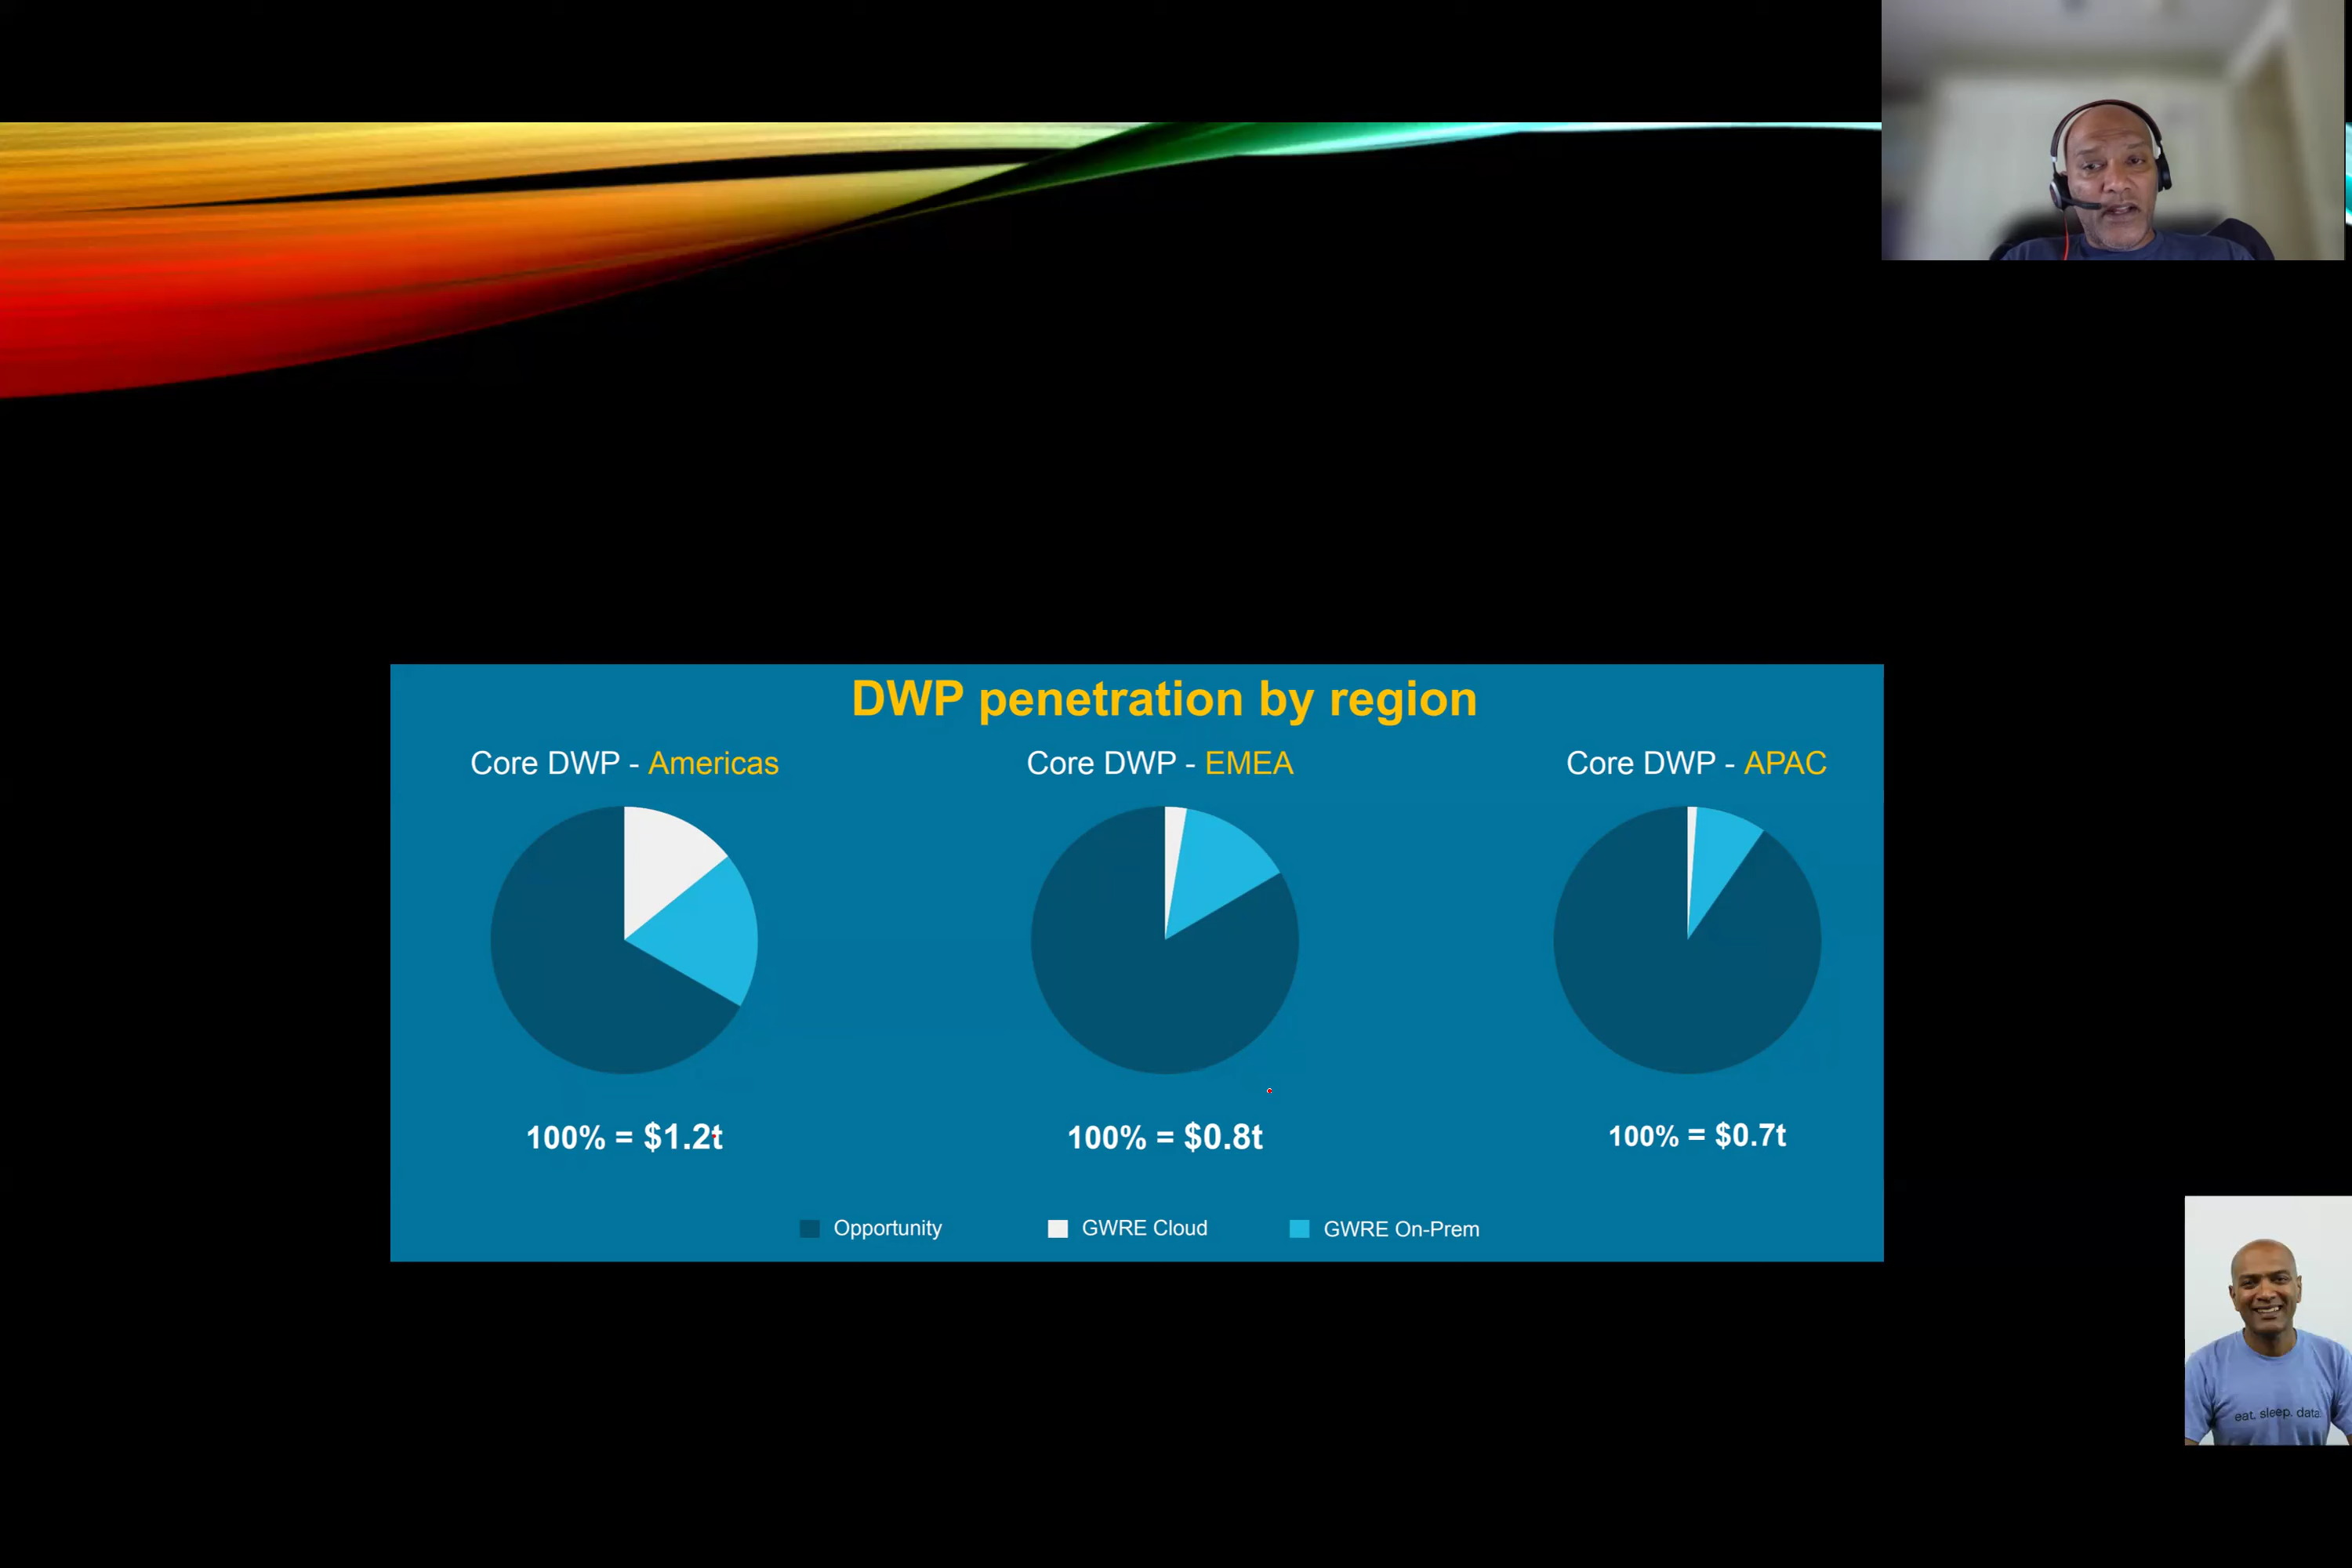 DWP penetration by region
Core DWP - Americas
Core DWP - EMEA
Core DWP - APAC
100% = $1.2t
100% = $0.8t
100% = $0.7t
Opportunity
GWRE Cloud
GWRE On-Prem
eat. sleep. data.